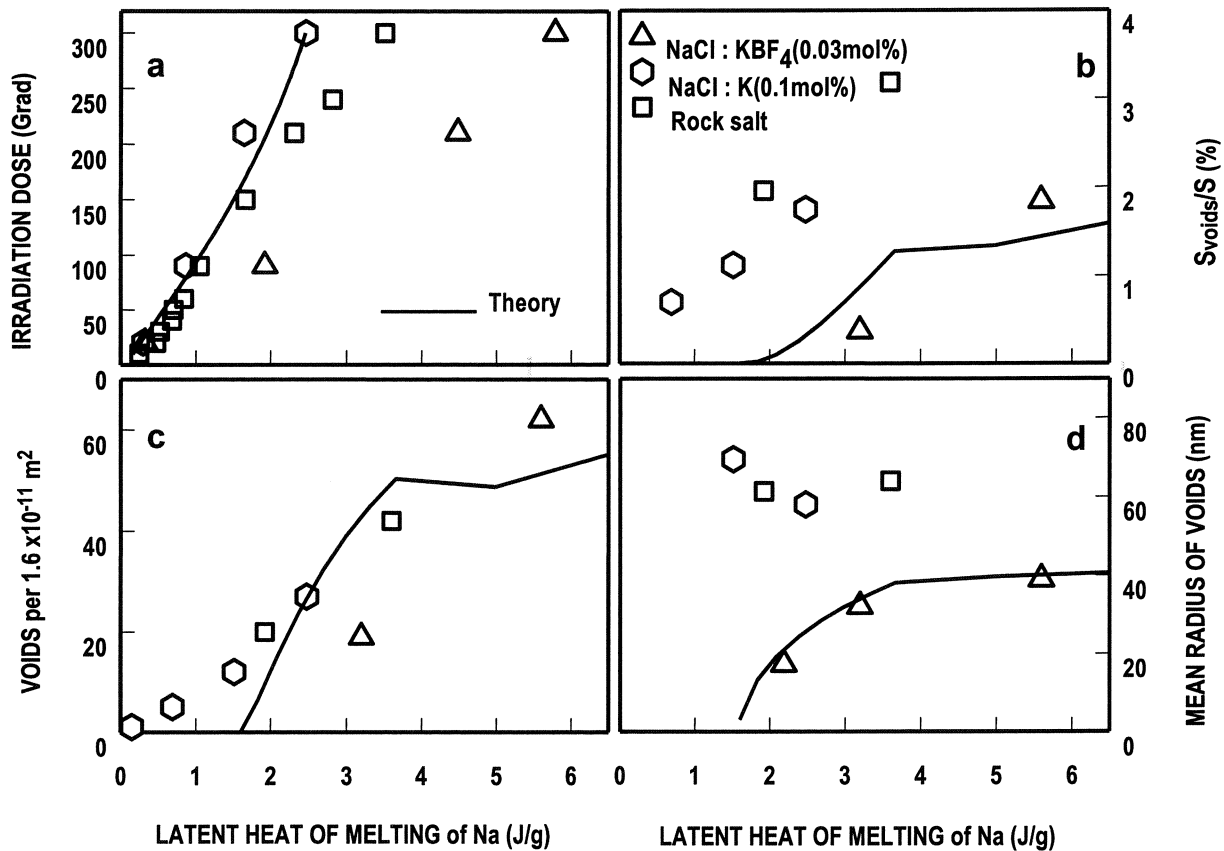 a
300
250
200
150
100
50
0
IRRADIATION DOSE (Grad)
Theory
b
NaCl : KBF4(0.03mol%)
NaCl : K(0.1mol%)
Rock salt
4
3
2
1
0
Svoids/S (%)
c
60
40
20
0
VOIDS per 1.6 x10-11 m2
d
80
60
40
20
0
MEAN RADIUS OF VOIDS (nm)
0 1 2 3 4 5 6
0 1 2 3 4 5 6
LATENT HEAT OF MELTING of Na (J/g)
LATENT HEAT OF MELTING of Na (J/g)